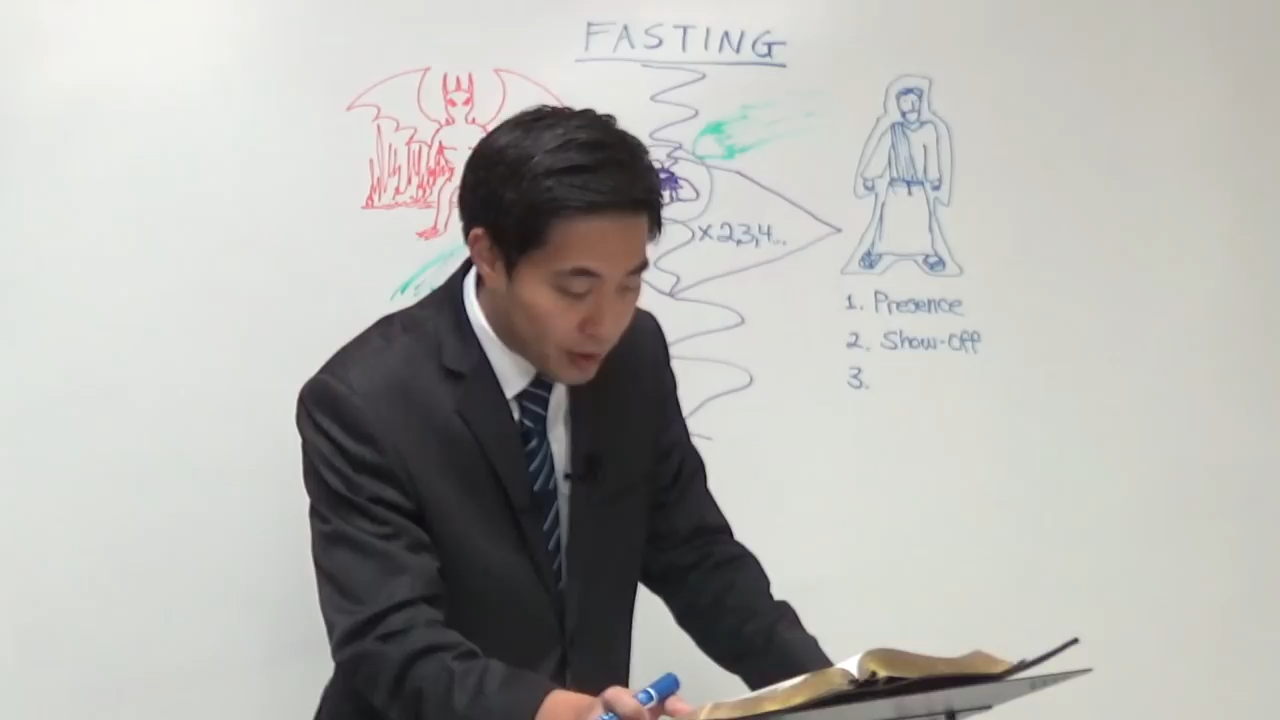 FASTING
x2,3,4..
1. Presence
2. Show-Off
3.